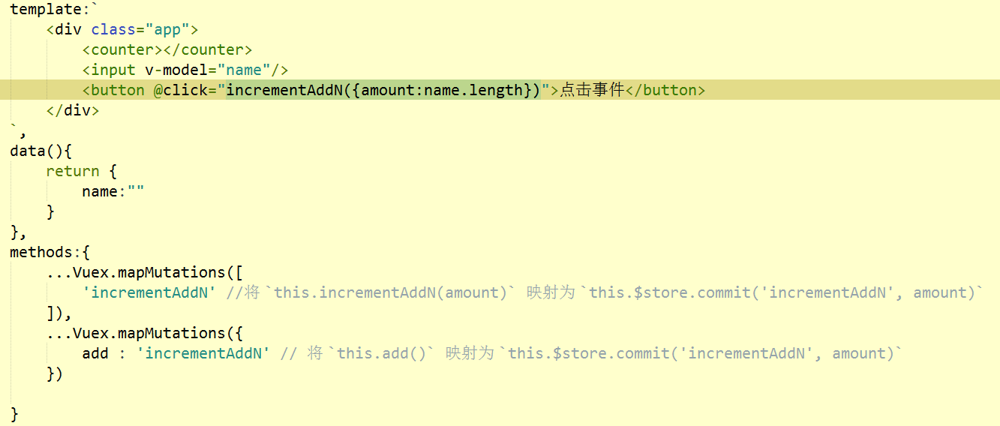 template:`
    <div class="app">
        <counter></counter>
        <input v-model="name"/>
        <button @click="incrementAddN({amount:name.length})">点击事件</button>
    </div>
`,
data(){
    return {
        name:""
    }
},
methods:{
    ...Vuex.mapMutations([
        'incrementAddN' //将`this.incrementAddN(amount)` 映射为`this.$store.commit('incrementAddN', amount)`
    ]),
    ...Vuex.mapMutations({
        add : 'incrementAddN' // 将`this.add()` 映射为`this.$store.commit('incrementAddN', amount)`
    })
}